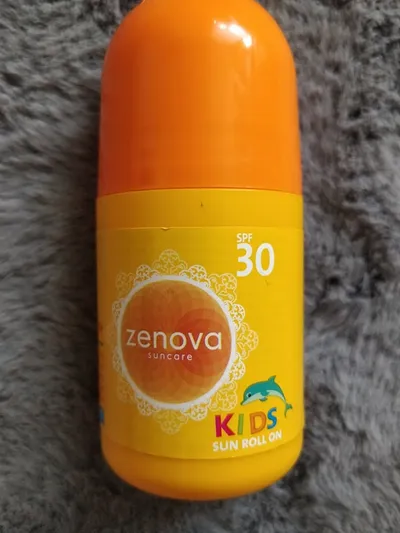 SPF
30
zenova
suncare
KIDS
SUN ROLL ON